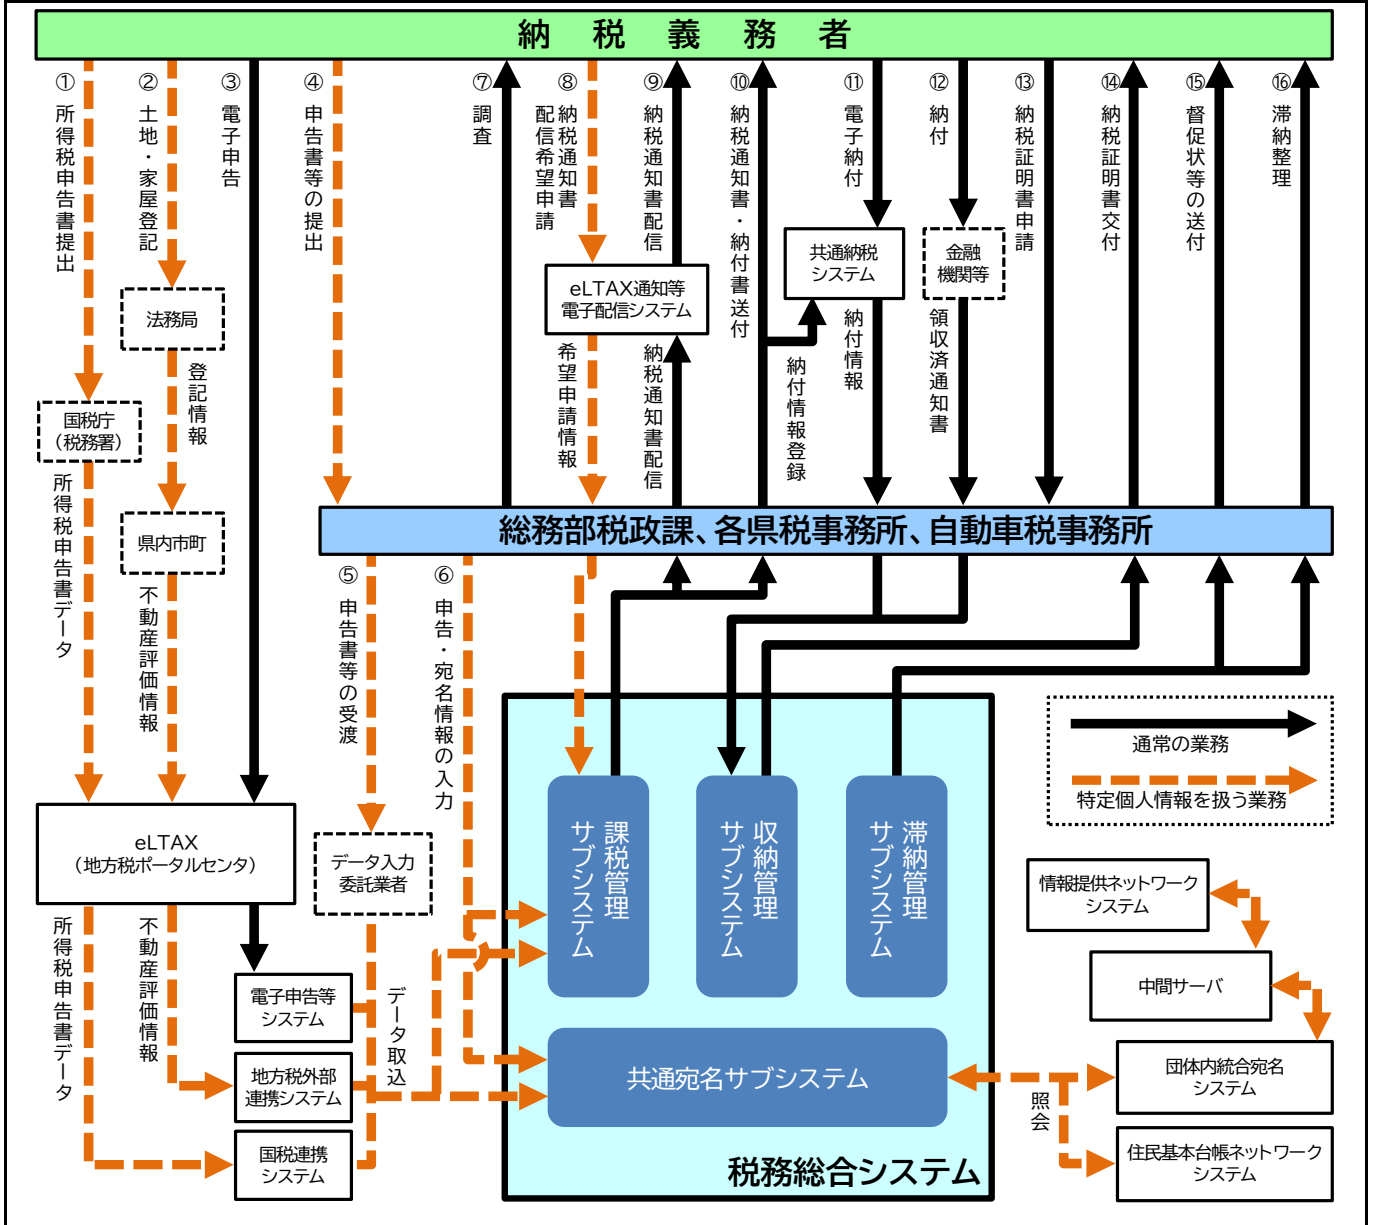 納税義務者
① 所得税申告書提出
② 土地・家屋登記
③ 電子申告
④ 申告書等の提出
⑦ 調査
⑧ 納税通知書
配信希望申請
⑨ 納税通知書配信
⑩ 納税通知書・納付書送付
⑪ 電子納付
⑫ 納付
⑬ 納税証明書申請
⑭ 納税証明書交付
⑮ 督促状等の送付
⑯ 滞納整理
共通納税
システム
金融
機関等
eLTAX通知等
電子配信システム
法務局
登記情報
国税庁
（税務署）
希望申請情報
納税通知書配信
納付情報登録
納付情報
領収済通知書
所得税申告書データ
県内市町
不動産評価情報
総務部税政課、各県税事務所、自動車税事務所
⑤ 申告書等の受渡
⑥ 申告・宛名情報の入力
通常の業務
特定個人情報を扱う業務
eLTAX
（地方税ポータルセンタ）
データ入力
委託業者
課税管理
サブシステム
収納管理
サブシステム
滞納管理
サブシステム
情報提供ネットワーク
システム
中間サーバ
所得税申告書データ
不動産評価情報
電子申告等
システム
データ取込
地方税外部
連携システム
国税連携
システム
共通宛名サブシステム
税務総合システム
照会
団体内統合宛名
システム
住民基本台帳ネットワーク
システム